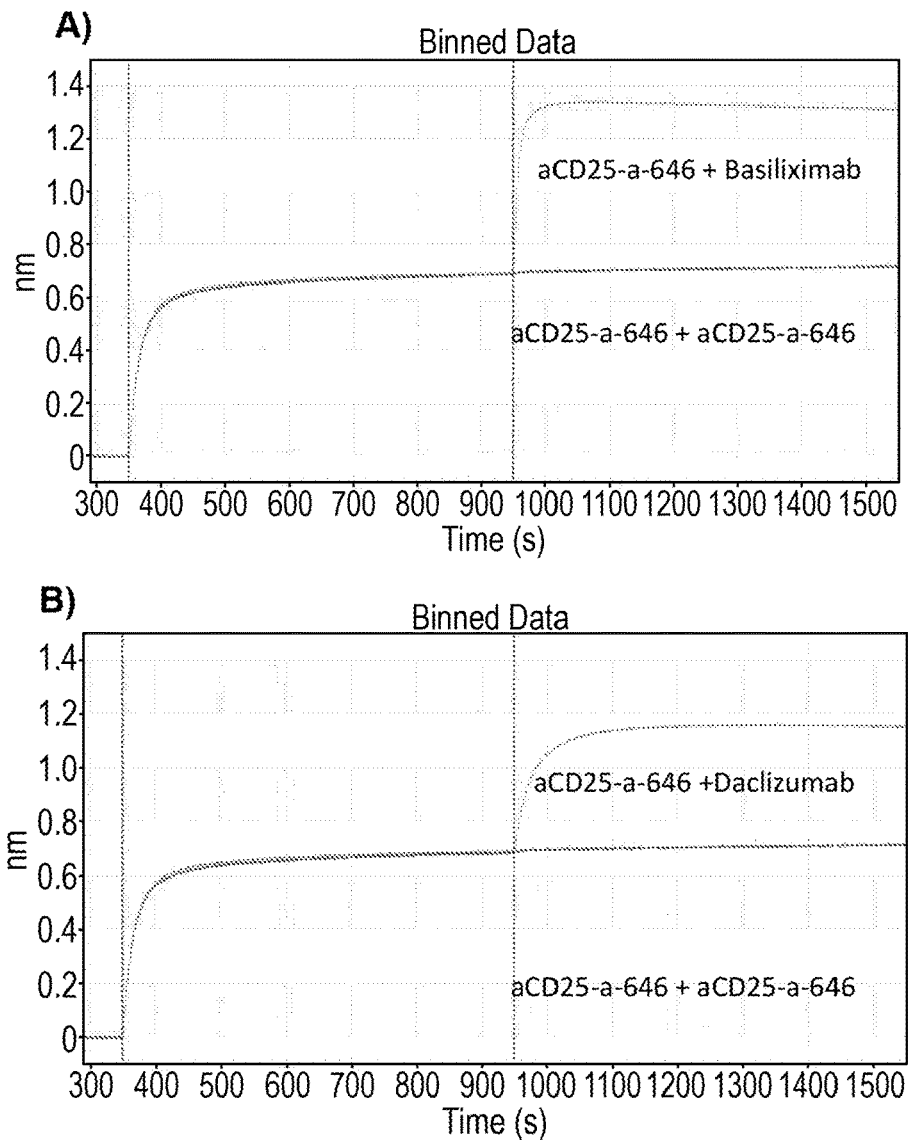 A)
Binned Data
1.4
1.2
aCD25-a-646 + Basiliximab
1.0
0.8
nm
0.6
aCD25-a-646 + aCD25-a-646
0.4
0.2
0
300 400 500 600 700 800 900 1000 1100 1200 1300 1400 1500
Time (s)
B)
Binned Data
1.4
1.2
1.0
aCD25-a-646 +Daclizumab
0.8
nm
0.6
0.4
aCD25-a-646 + aCD25-a-646
0.2
0
300 400 500 600 700 800 900 1000 1100 1200 1300 1400 1500
Time (s)